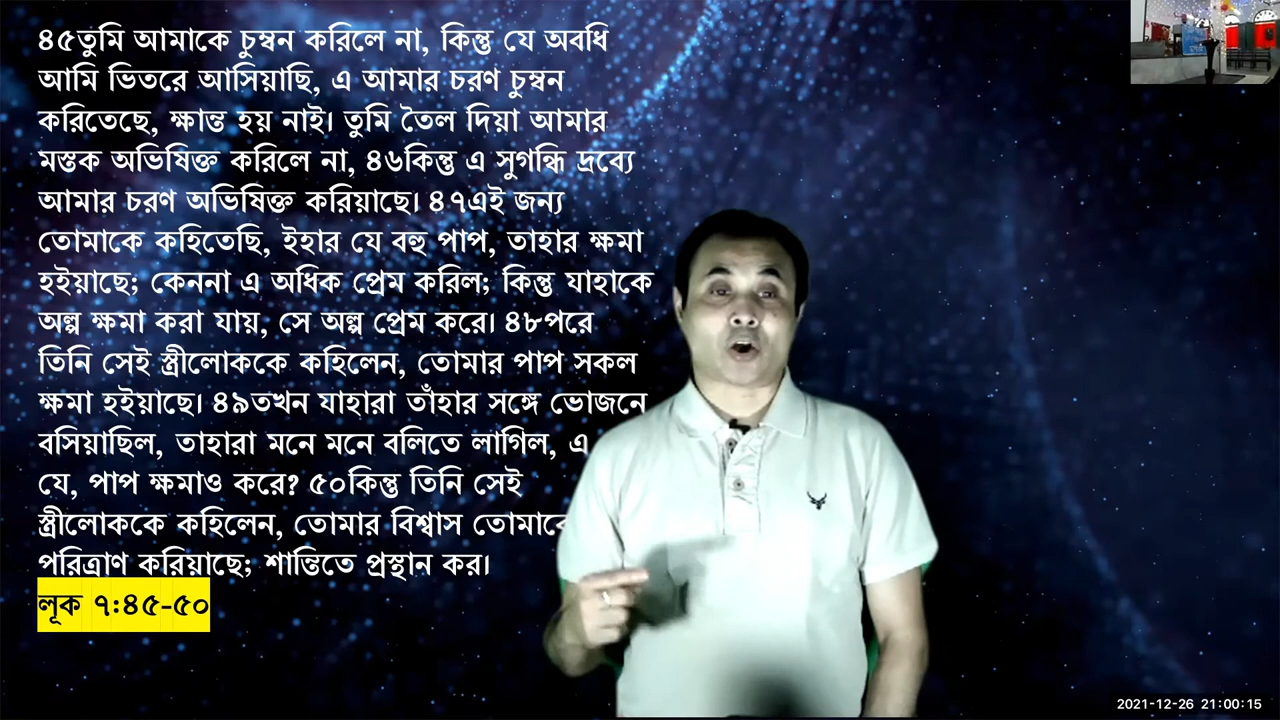 ৪৫তুমি আমাকে চুম্বন করিলে না, কিন্তু যে অবধি
আমি ভিতরে আসিয়াছি, এ আমার চরণ চুম্বন
করিতেছে, ক্ষান্ত হয় নাই। তুমি তৈল দিয়া আমার
মস্তক অভিষিক্ত করিলে না, ৪৬কিন্তু এ সুগন্ধি দ্রব্যে
আমার চরণ অভিষিক্ত করিয়াছে। ৪৭এই জন্য
তোমাকে কহিতেছি, ইহার যে বহু পাপ, তাহার ক্ষমা
হইয়াছে; কেননা এ অধিক প্রেম করিল; কিন্তু যাহাকে
অল্প ক্ষমা করা যায়, সে অল্প প্রেম করে। ৪৮পরে
তিনি সেই স্ত্রীলোককে কহিলেন, তোমার পাপ সকল
ক্ষমা হইয়াছে। ৪৯তখন যাহারা তাঁহার সঙ্গে ভোজনে
বসিয়াছিল, তাহারা মনে মনে বলিতে লাগিল, এ
যে, পাপ ক্ষমাও করে? ৫০কিন্তু তিনি সেই
স্ত্রীলোককে কহিলেন, তোমার বিশ্বাস তোমাকে
পরিত্রাণ করিয়াছে; শান্তিতে প্রস্থান কর।
লূক ৭:৪৫-৫০
2021-12-26 21:00:15